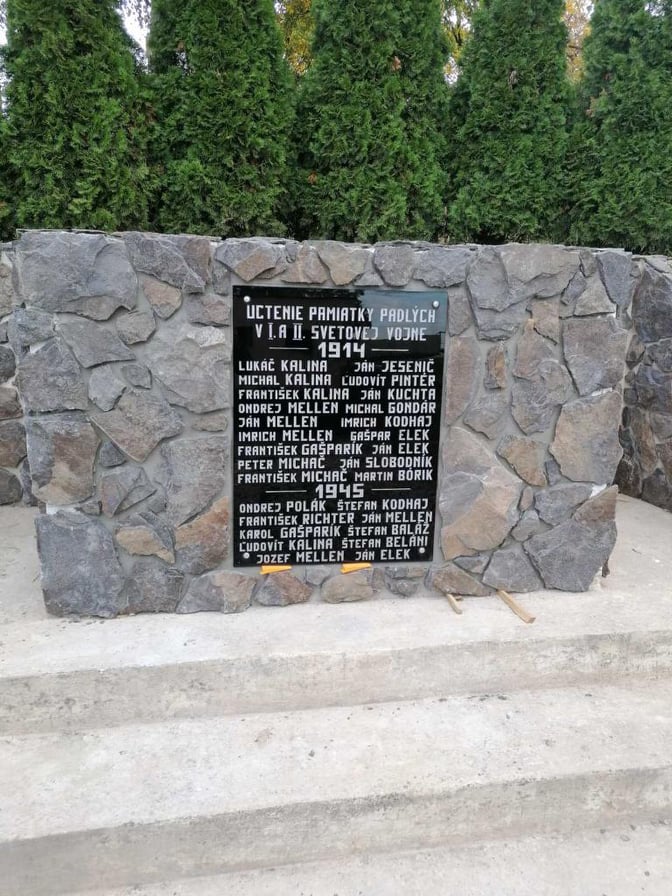 UCTENIE PAMIATKY PADLÝCH
V I. A II. SVETOVEJ VOJNE
1914
LUKÁČ KALINA JÁN JESENIČ
MICHAL KALINA ĽUDOVÍT PINTÉR
FRANTIŠEK KALINA JÁN KUCHTA
ONDREJ MELLEN MICHAL GONDÁR
JÁN MELLEN IMRICH KODHAJ
IMRICH MELLEN GAŠPAR ELEK
FRANTIŠEK GAŠPARÍK JÁN ELEK
PETER MICHAČ JÁN SLOBODNÍK
FRANTIŠEK MICHAČ MARTIN BÓRIK
1945
ONDREJ POLÁK ŠTEFAN KODHAJ
FRANTIŠEK RICHTER JÁN MELLEN
KAROL GAŠPARÍK ŠTEFAN BALÁŽ
ĽUDOVÍT KALINA ŠTEFAN BELÁNI
JOZEF MELLEN JÁN ELEK